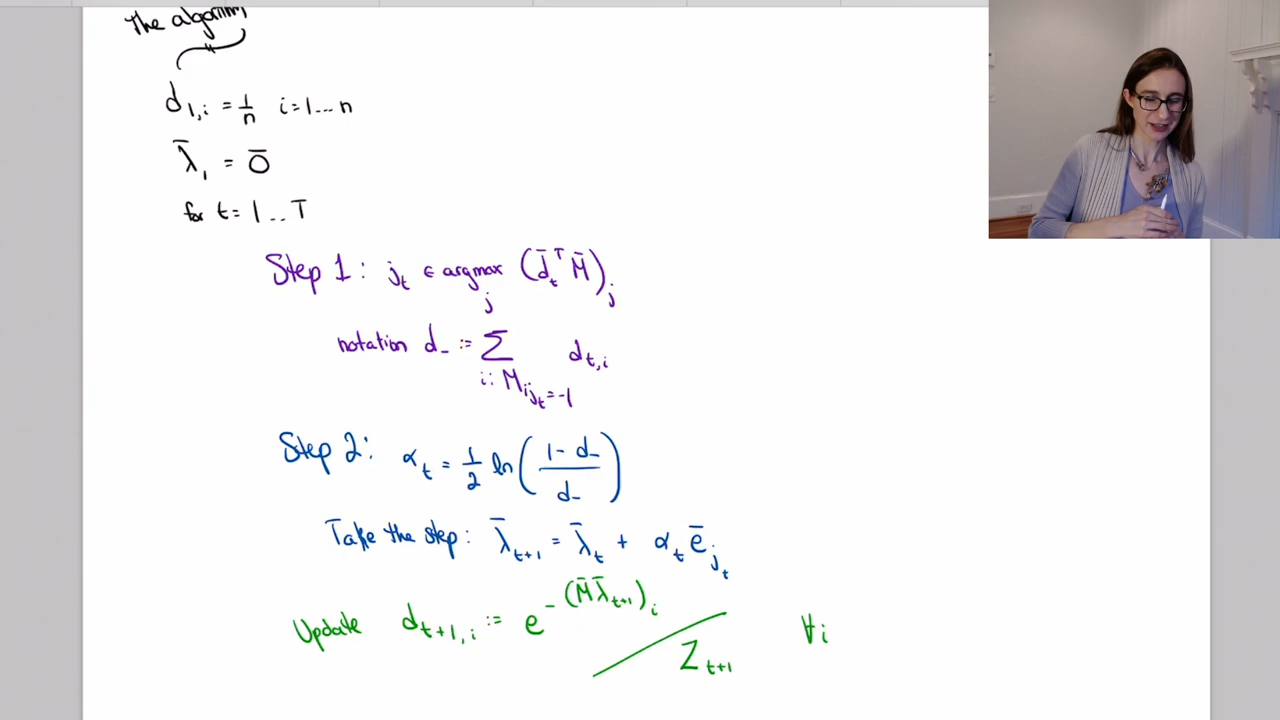 The algorithm
d̄_{1,i} = 1/n i=1...n
λ̄_1 = 0̄
for t=1...T
Step 1: j_t ∈ argmax_j (d̄_t^T M̄)_j
notation d_- := Σ_{i: M_{ij_t}=-1} d_{t,i}
Step 2: α_t = 1/2 ln((1-d_-)/d_-)
Take the step: λ̄_{t+1} = λ̄_t + α_t ē_{j_t}
Update d_{t+1,i} := e^{-(M̄λ̄_{t+1})_i} / Z_{t+1} ∀i